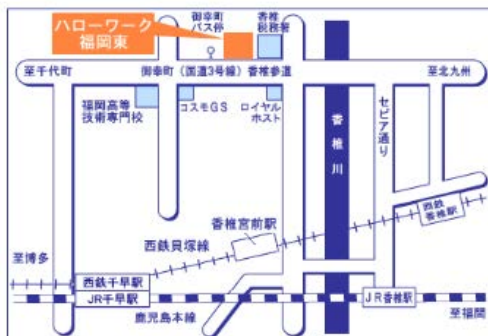 ハローワーク
福岡東
御幸町
バス停
香椎
税務署
至千代町
御幸町（国道3号線）香椎参道
至北九州
福岡高等
技術専門校
コスモGS
ロイヤル
ホスト
香椎川
セピア通り
西鉄
香椎駅
香椎宮前駅
西鉄貝塚線
至博多
西鉄千早駅
JR千早駅
JR香椎駅
鹿児島本線
至福間